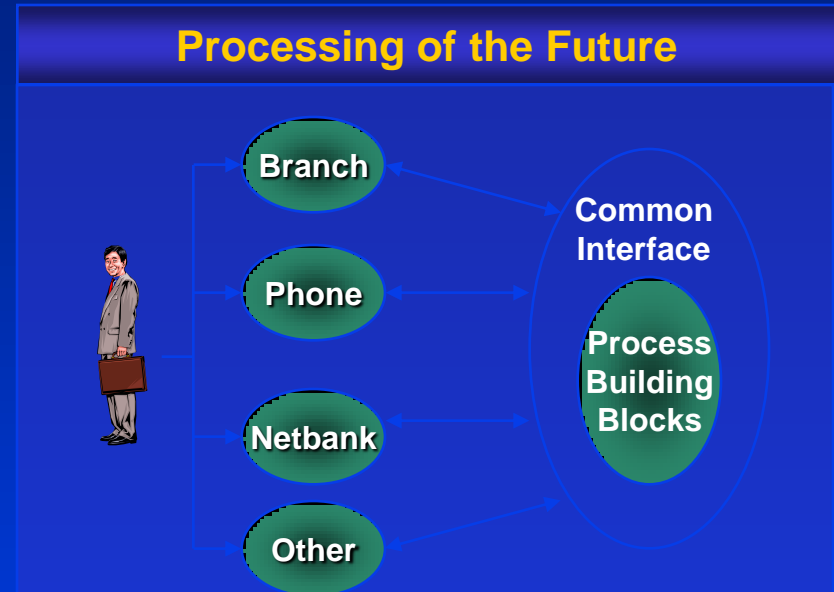 Processing of the Future
Branch
Phone
Netbank
Other
Common
Interface
Process
Building
Blocks